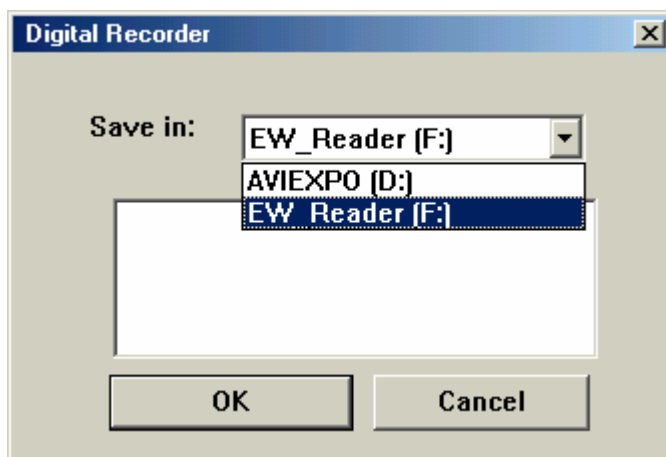 Digital Recorder
Save in:
EW_Reader (F:)
AVIEXPO (D:)
EW_Reader (F:)
OK
Cancel